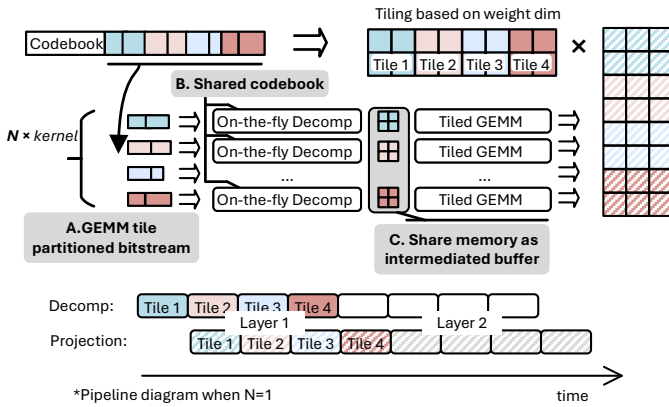 Tiling based on weight dim
Codebook
Tile 1 Tile 2 Tile 3 Tile 4
×
B. Shared codebook
N × kernel
On-the-fly Decomp Tiled GEMM
On-the-fly Decomp Tiled GEMM
... ...
On-the-fly Decomp Tiled GEMM
A.GEMM tile
partitioned bitstream
C. Share memory as
intermediated buffer
Decomp: Tile 1 Tile 2 Tile 3 Tile 4
Layer 1 Layer 2
Projection: Tile 1 Tile 2 Tile 3 Tile 4
*Pipeline diagram when N=1 time